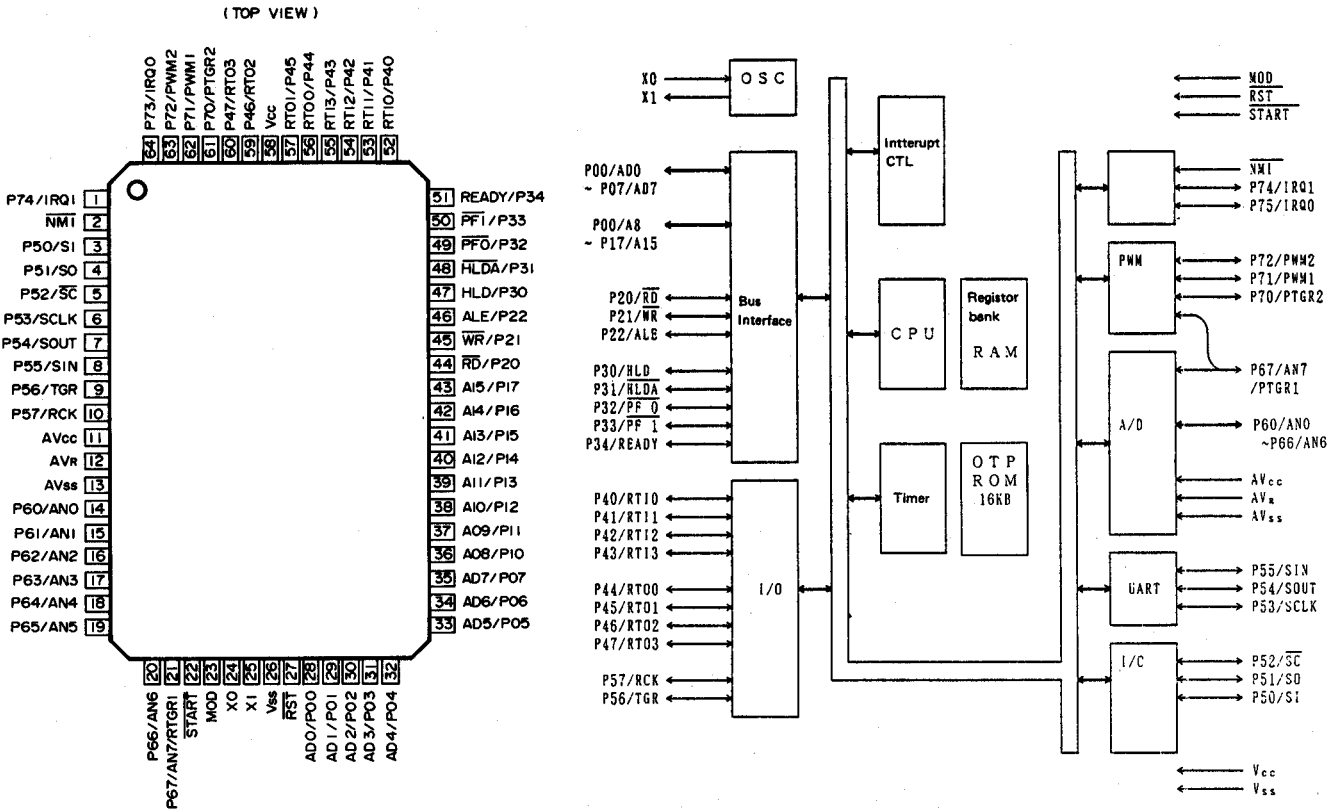 (TOP VIEW)
P73/IRQ0
P72/PWM2
P71/PWM1
P70/PTGR2
P47/RT03
P46/RT02
Vcc
RT01/P45
RT00/P44
RT13/P43
RT12/P42
RT11/P41
RT10/P40
64 63 62 61 60 59 58 57 56 55 54 53 52
P74/IRQ1 1
NMI 2
P50/SI 3
P51/SO 4
P52/SC 5
P53/SCLK 6
P54/SOUT 7
P55/SIN 8
P56/TGR 9
P57/RCK 10
AVcc 11
AVR 12
AVss 13
P60/AN0 14
P61/AN1 15
P62/AN2 16
P63/AN3 17
P64/AN4 18
P65/AN5 19
51 READY/P34
50 PF1/P33
49 PF0/P32
48 HLDA/P31
47 HLD/P30
46 ALE/P22
45 WR/P21
44 RD/P20
43 A15/P17
42 A14/P16
41 A13/P15
40 A12/P14
39 A11/P13
38 A10/P12
37 A09/P11
36 A08/P10
35 AD7/P07
34 AD6/P06
33 AD5/P05
20 21 22 23 24 25 26 27 28 29 30 31 32
P66/AN6
P67/AN7/RTGR1
START
MOD
X0
X1
Vss
RST
AD0/P00
AD1/P01
AD2/P02
AD3/P03
AD4/P04
X0
X1
OSC
P00/AD0
~ P07/AD7
P00/A8
~ P17/A15
P20/RD
P21/WR
P22/ALE
P30/HLD
P31/HLDA
P32/PF 0
P33/PF 1
P34/READY
Bus
Interface
P40/RTI0
P41/RTI1
P42/RTI2
P43/RTI3
P44/RTO0
P45/RTO1
P46/RTO2
P47/RTO3
P57/RCK
P56/TGR
I/O
Intterupt
CTL
CPU
Registor
bank
RAM
Timer
OTP
ROM
16KB
MOD
RST
START
NMI
P74/IRQ1
P75/IRQ0
PWM
P72/PWM2
P71/PWM1
P70/PTGR2
P67/AN7
/PTGR1
A/D
P60/AN0
~P66/AN6
AVcc
AVR
AVss
UART
P55/SIN
P54/SOUT
P53/SCLK
I/C
P52/SC
P51/SO
P50/SI
Vcc
Vss